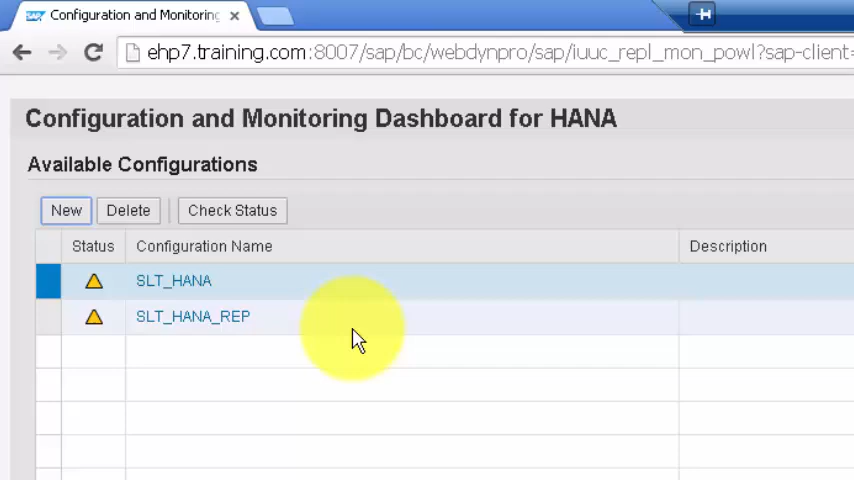 SAP Configuration and Monitoring
ehp7.training.com:8007/sap/bc/webdynpro/sap/iuuc_repl_mon_powl?sap-client=
Configuration and Monitoring Dashboard for HANA
Available Configurations
New Delete Check Status
Status Configuration Name Description
SLT_HANA
SLT_HANA_REP